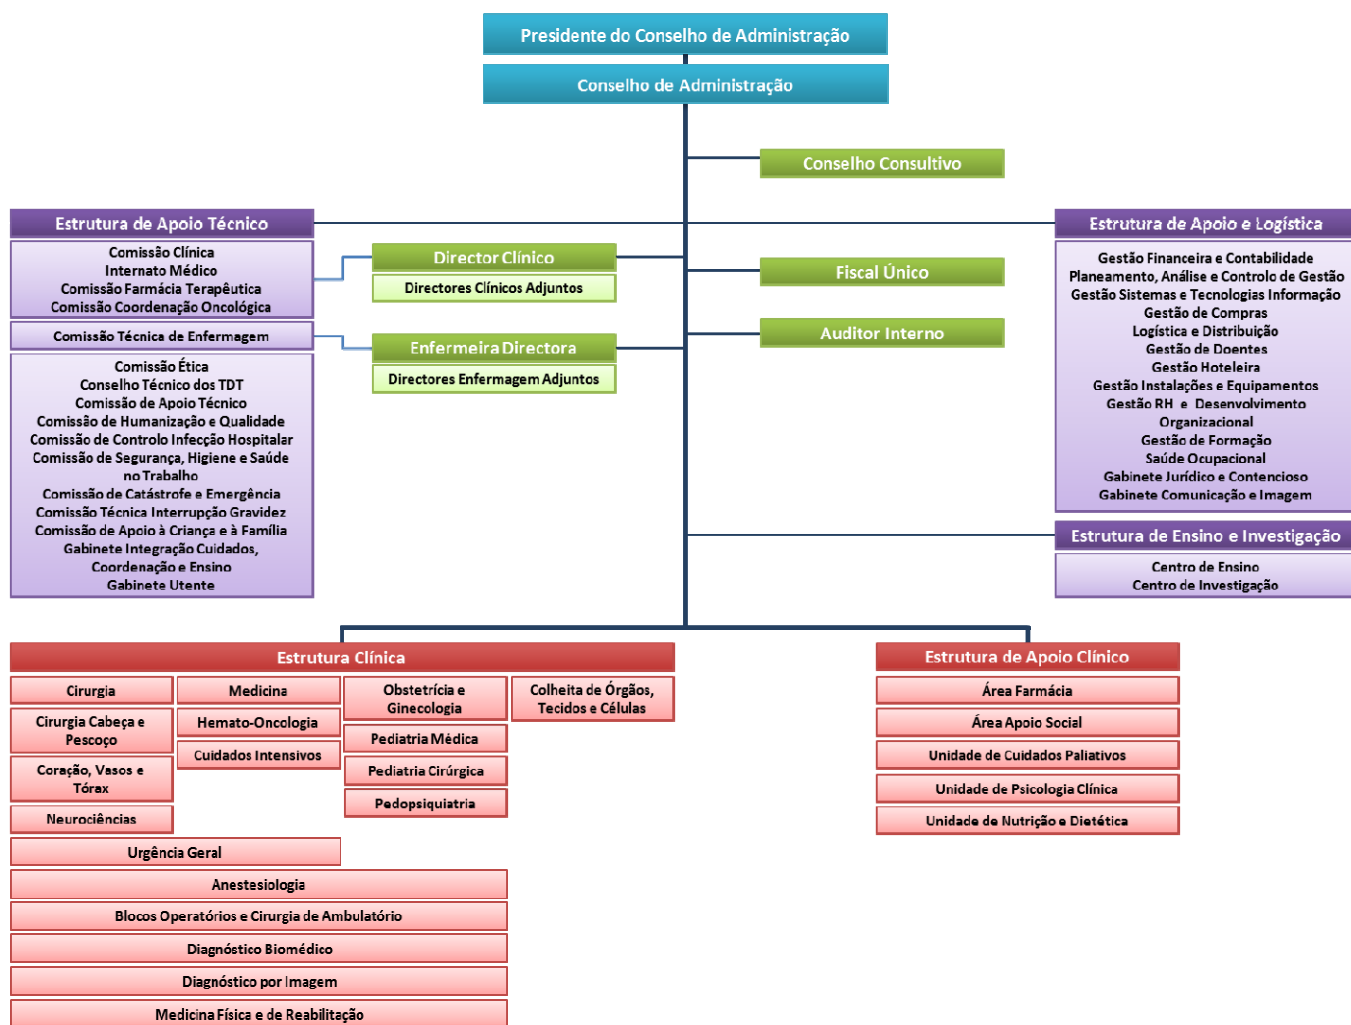 Presidente do Conselho de Administração
Conselho de Administração
Conselho Consultivo
Estrutura de Apoio Técnico
Comissão Clínica
Internato Médico
Comissão Farmácia Terapêutica
Comissão Coordenação Oncológica
Comissão Técnica de Enfermagem
Comissão Ética
Conselho Técnico dos TDT
Comissão de Apoio Técnico
Comissão de Humanização e Qualidade
Comissão de Controlo Infecção Hospitalar
Comissão de Segurança, Higiene e Saúde
no Trabalho
Comissão de Catástrofe e Emergência
Comissão Técnica Interrupção Gravidez
Comissão de Apoio à Criança e à Família
Gabinete Integração Cuidados,
Coordenação e Ensino
Gabinete Utente
Director Clínico
Directores Clínicos Adjuntos
Enfermeira Directora
Directores Enfermagem Adjuntos
Fiscal Único
Auditor Interno
Estrutura de Apoio e Logística
Gestão Financeira e Contabilidade
Planeamento, Análise e Controlo de Gestão
Gestão Sistemas e Tecnologias Informação
Gestão de Compras
Logística e Distribuição
Gestão de Doentes
Gestão Hoteleira
Gestão Instalações e Equipamentos
Gestão RH e Desenvolvimento
Organizacional
Gestão de Formação
Saúde Ocupacional
Gabinete Jurídico e Contencioso
Gabinete Comunicação e Imagem
Estrutura de Ensino e Investigação
Centro de Ensino
Centro de Investigação
Estrutura Clínica
Cirurgia
Cirurgia Cabeça e
Pescoço
Coração, Vasos e
Tórax
Neurociências
Medicina
Hemato-Oncologia
Cuidados Intensivos
Obstetrícia e
Ginecologia
Pediatria Médica
Pediatria Cirúrgica
Pedopsiquiatria
Colheita de Órgãos,
Tecidos e Células
Urgência Geral
Anestesiologia
Blocos Operatórios e Cirurgia de Ambulatório
Diagnóstico Biomédico
Diagnóstico por Imagem
Medicina Física e de Reabilitação
Estrutura de Apoio Clínico
Área Farmácia
Área Apoio Social
Unidade de Cuidados Paliativos
Unidade de Psicologia Clínica
Unidade de Nutrição e Dietética